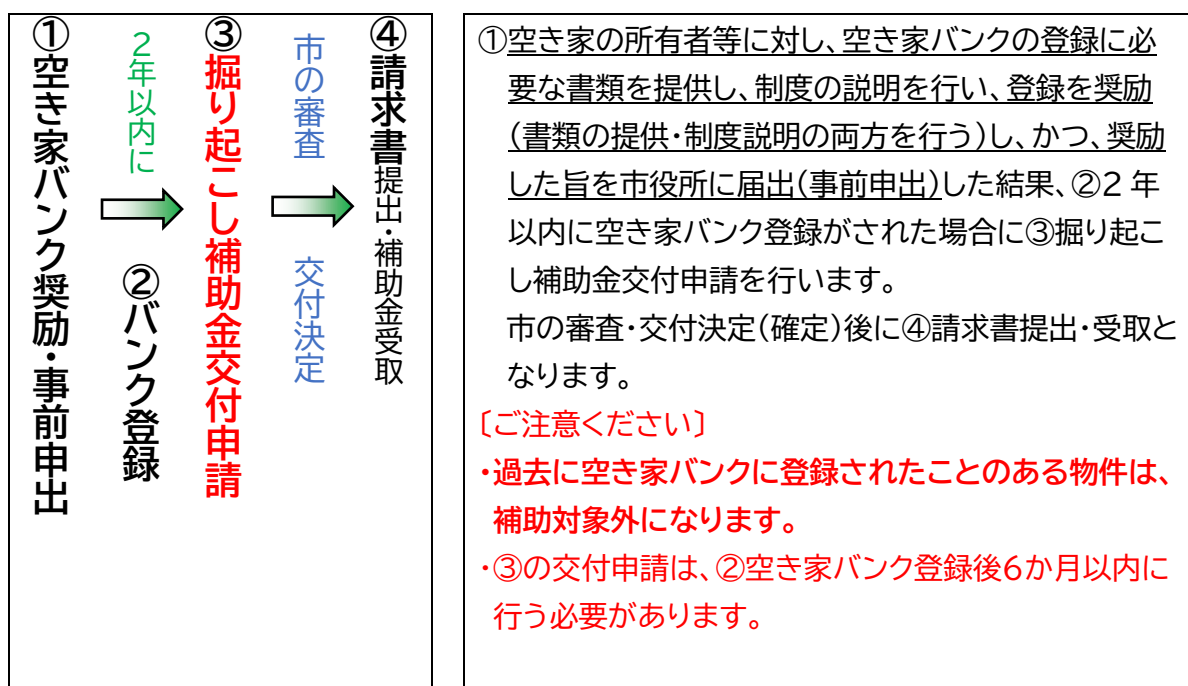 ①空き家バンク奨励・事前申出
2年以内に
②バンク登録
③掘り起こし補助金交付申請
市の審査
交付決定
④請求書提出・補助金受取
①空き家の所有者等に対し、空き家バンクの登録に必
要な書類を提供し、制度の説明を行い、登録を奨励
(書類の提供・制度説明の両方を行う)し、かつ、奨励
した旨を市役所に届出(事前申出)した結果、②2 年
以内に空き家バンク登録がされた場合に③掘り起こ
し補助金交付申請を行います。
市の審査・交付決定(確定)後に④請求書提出・受取と
なります。
〔ご注意ください〕
・過去に空き家バンクに登録されたことのある物件は、
補助対象外になります。
・③の交付申請は、②空き家バンク登録後6か月以内に
行う必要があります。